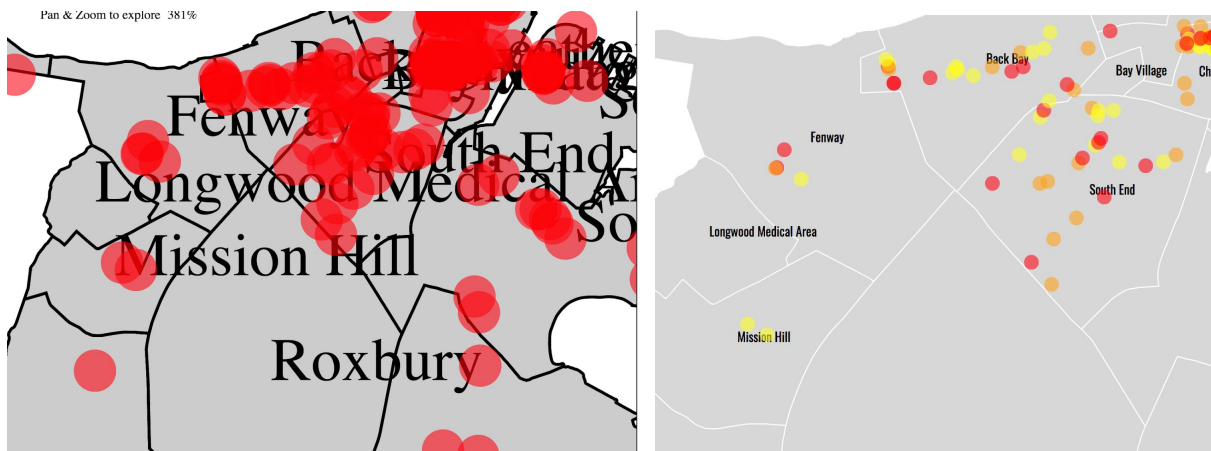 Pan & Zoom to explore 381%
Fenway
South End
Longwood Medical
Mission Hill
Roxbury
Back Bay
Bay Village
Ch
Fenway
South End
Longwood Medical Area
Mission Hill